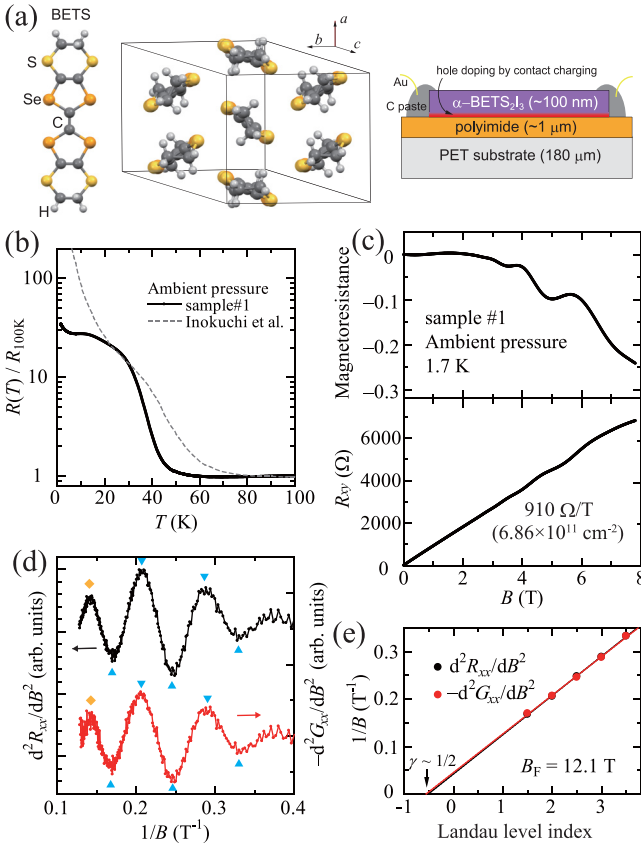 (a)
BETS
S
Se
C
H
a
b
c
Au
C paste
hole doping by contact charging
α−BETS₂I₃ (~100 nm)
polyimide (~1 μm)
PET substrate (180 μm)
(b)
R(T) / R100K
100
10
1
Ambient pressure
sample#1
Inokuchi et al.
0 20 40 60 80 100
T (K)
(c)
Magnetoresistance
0
−0.1
−0.2
−0.3
sample #1
Ambient pressure
1.7 K
Rxy (Ω)
6000
4000
2000
0
910 Ω/T
(6.86×10¹¹ cm⁻²)
0 2 4 6 8
B (T)
(d)
d²Rxx/dB² (arb. units)
−d²Gxx/dB² (arb. units)
0.1 0.2 0.3 0.4
1/B (T⁻¹)
(e)
1/B (T⁻¹)
0.3
0.2
0.1
0.0
d²Rxx/dB²
−d²Gxx/dB²
γ ~ 1/2
BF = 12.1 T
-1 0 1 2 3
Landau level index